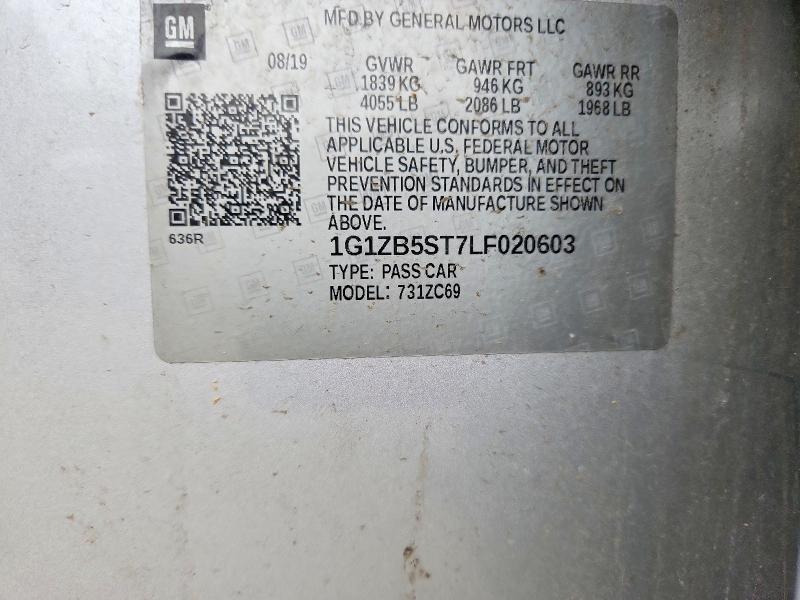 GM
MFD BY GENERAL MOTORS LLC
08/19 GVWR GAWR FRT GAWR RR
1839 KG 946 KG 893 KG
4055 LB 2086 LB 1968 LB
THIS VEHICLE CONFORMS TO ALL
APPLICABLE U.S. FEDERAL MOTOR
VEHICLE SAFETY, BUMPER, AND THEFT
PREVENTION STANDARDS IN EFFECT ON
THE DATE OF MANUFACTURE SHOWN
ABOVE.
636R
1G1ZB5ST7LF020603
TYPE: PASS CAR
MODEL: 731ZC69